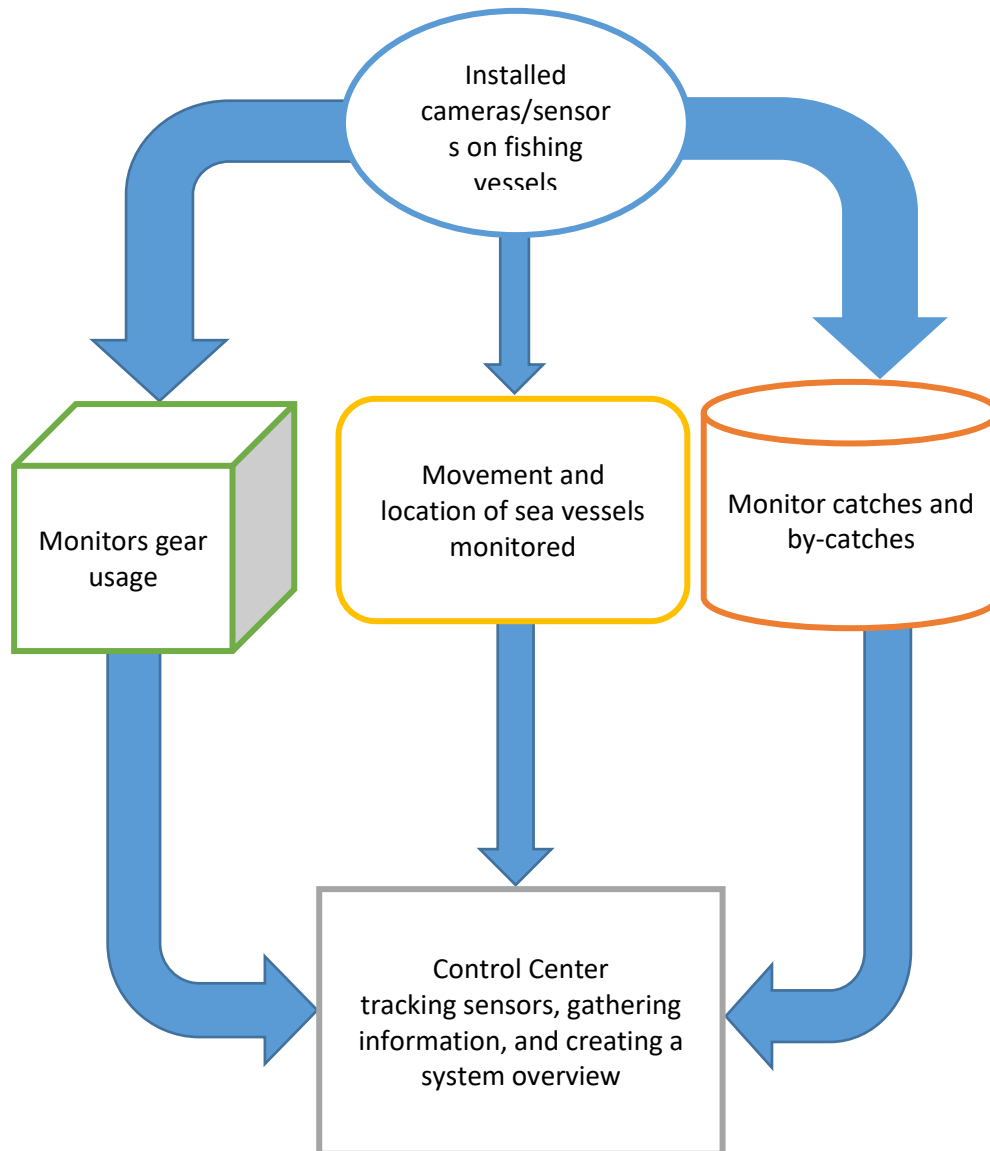 Installed
cameras/sensor
s on fishing
vessels
Monitors gear
usage
Movement and
location of sea vessels
monitored
Monitor catches and
by-catches
Control Center
tracking sensors, gathering
information, and creating a
system overview